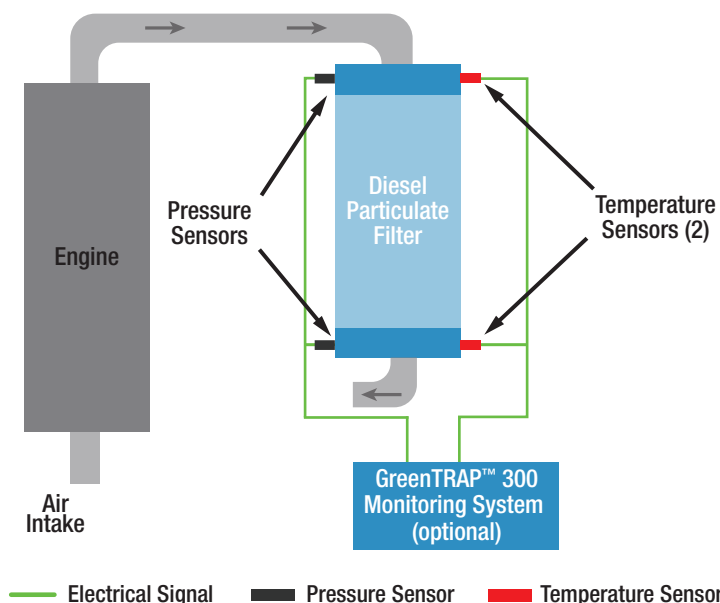 Diesel
Particulate
Filter
Pressure
Sensors
Temperature
Sensors (2)
Engine
Air
Intake
GreenTRAP™ 300
Monitoring System
(optional)
Electrical Signal
Pressure Sensor
Temperature Sensor